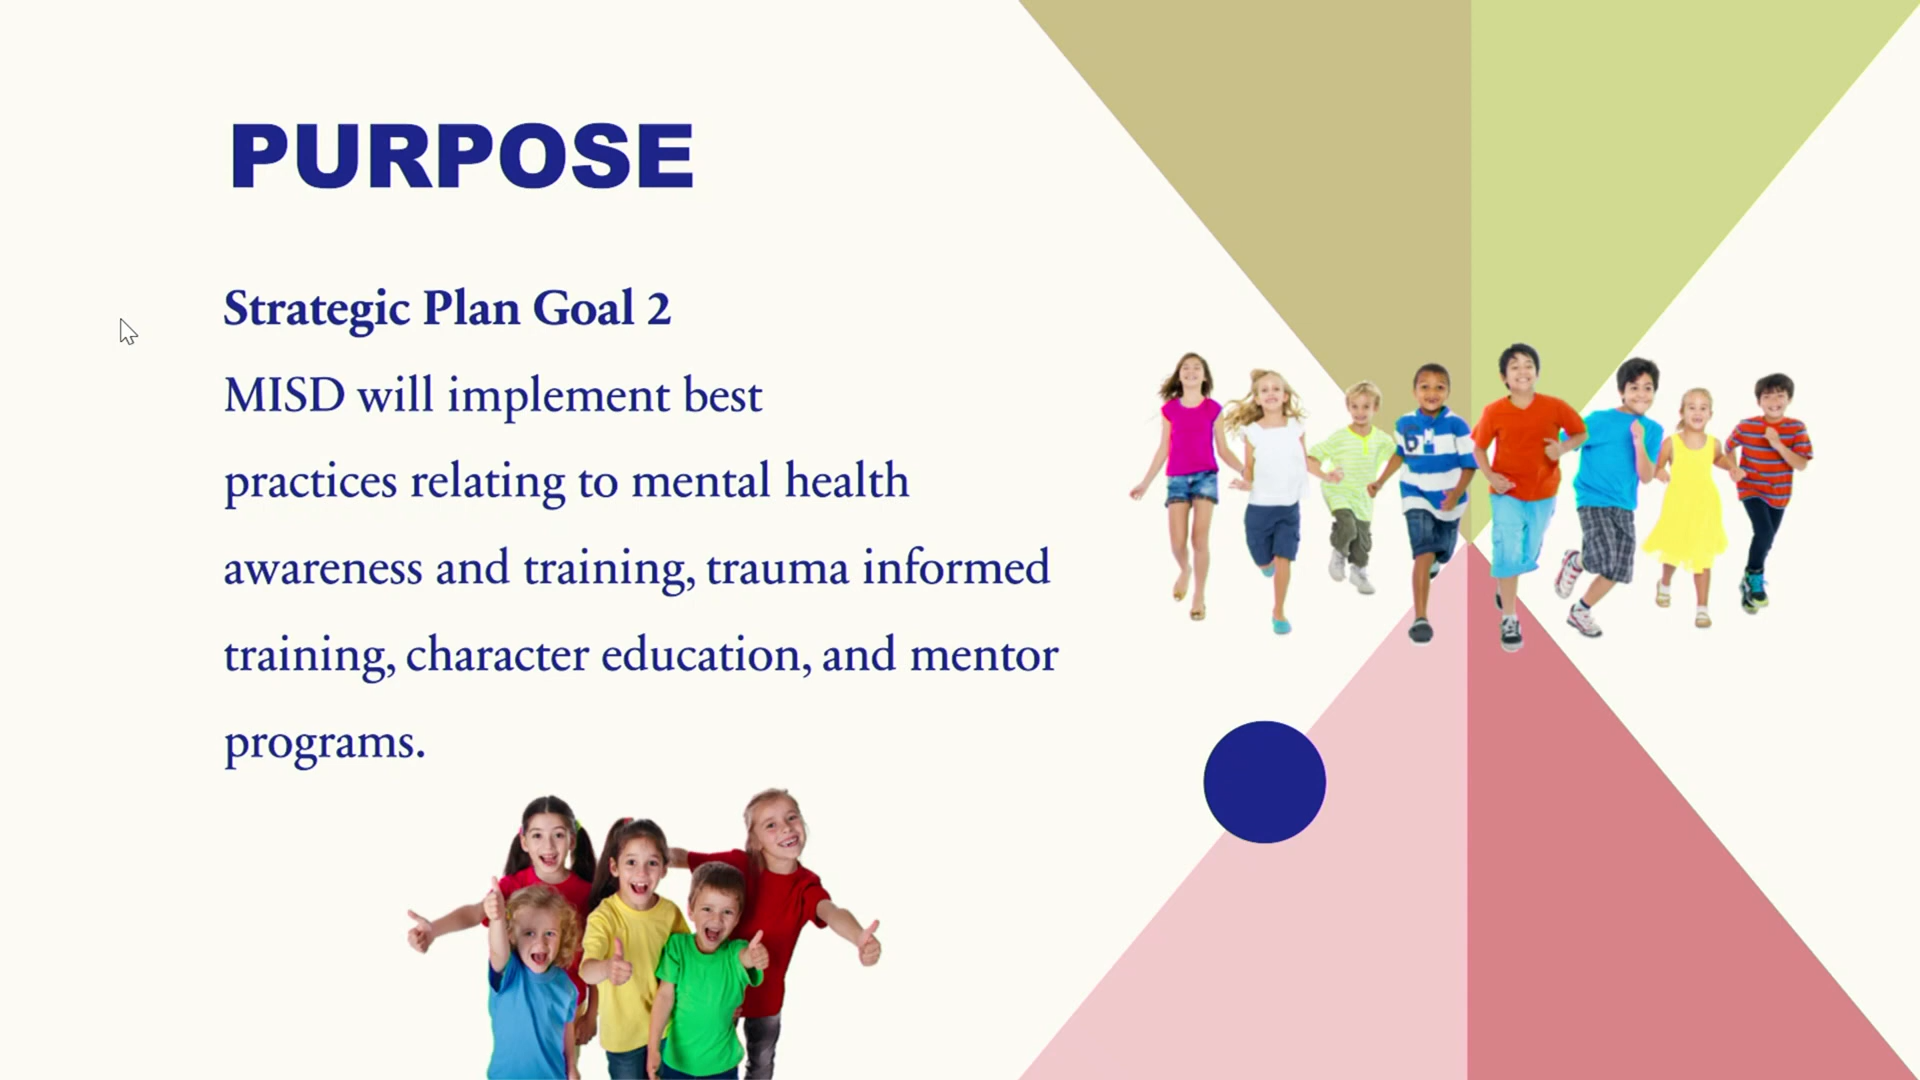 PURPOSE
Strategic Plan Goal 2
MISD will implement best
practices relating to mental health
awareness and training, trauma informed
training, character education, and mentor
programs.